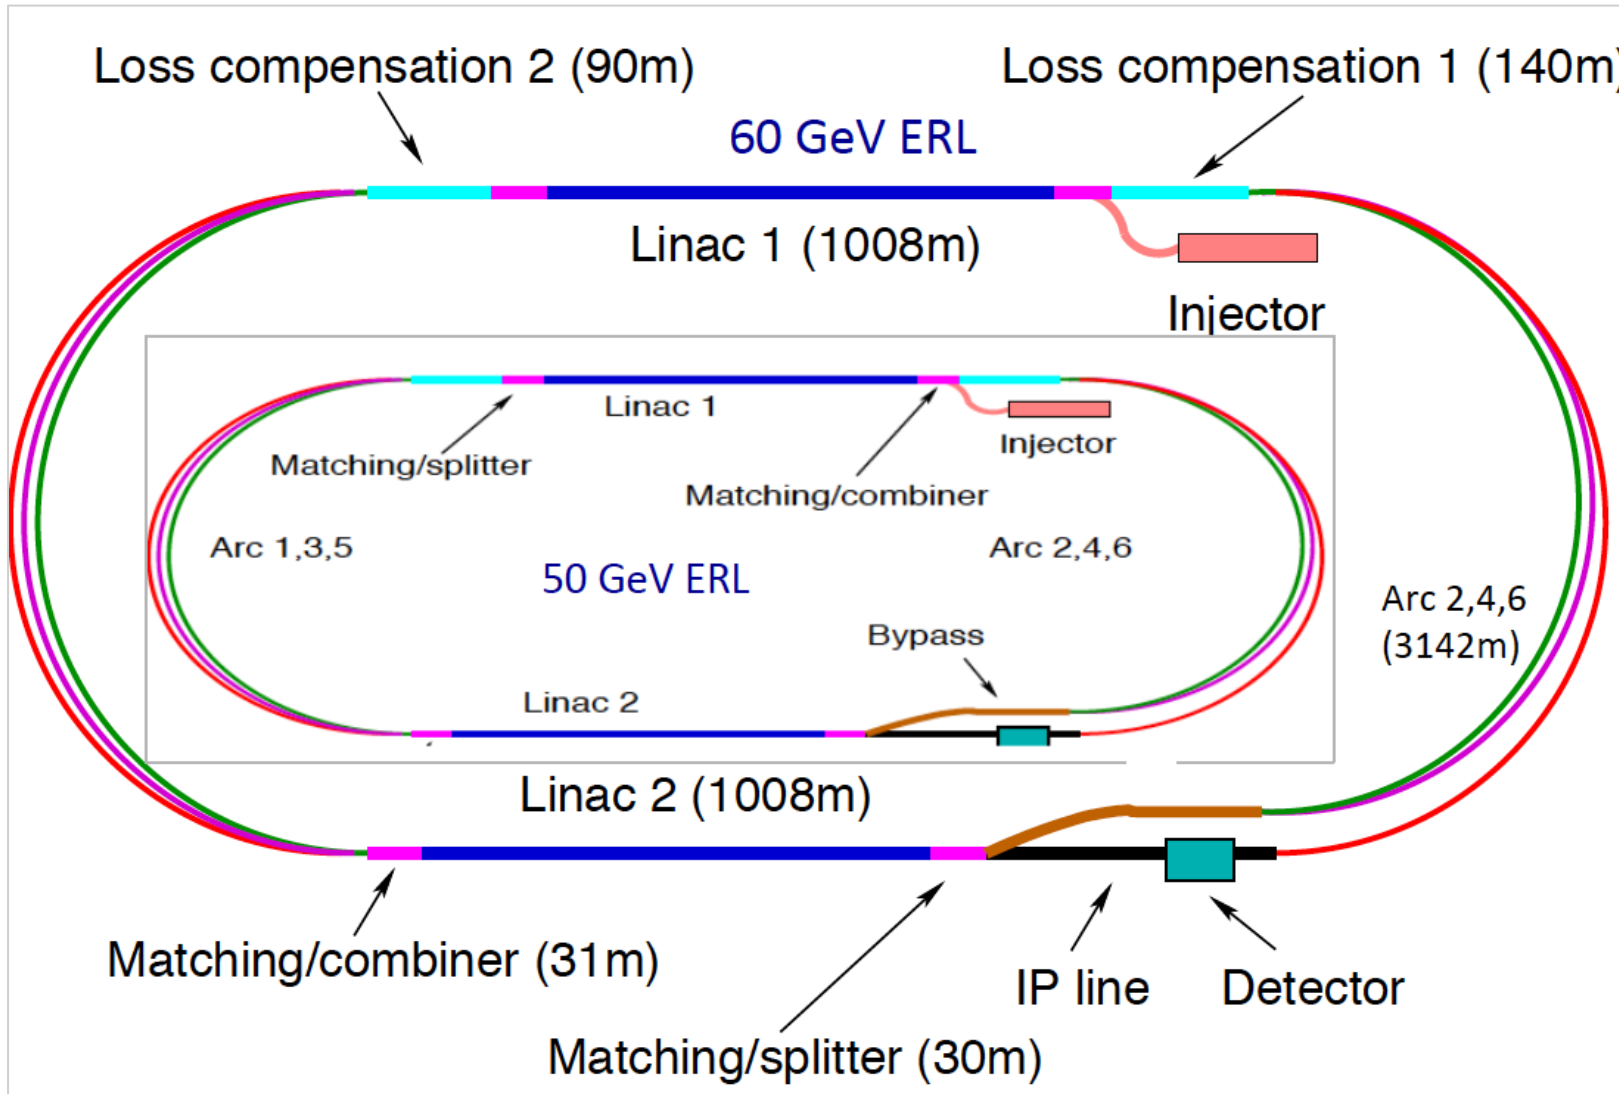 Loss compensation 2 (90m)
Loss compensation 1 (140m)
60 GeV ERL
Linac 1 (1008m)
Injector
Linac 1
Injector
Matching/splitter
Matching/combiner
Arc 1,3,5
Arc 2,4,6
50 GeV ERL
Arc 2,4,6
(3142m)
Bypass
Linac 2
Linac 2 (1008m)
Matching/combiner (31m)
IP line
Detector
Matching/splitter (30m)